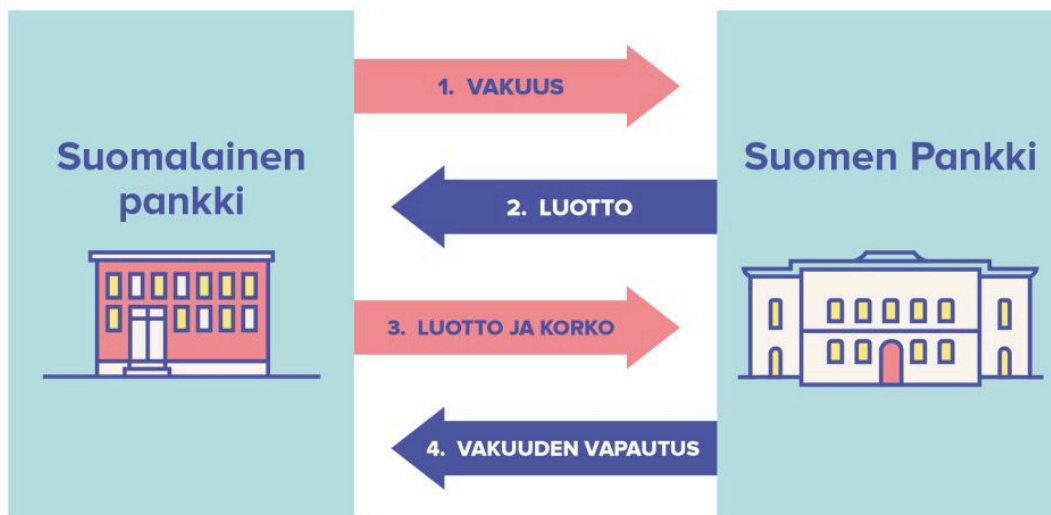 Suomalainen
pankki
1. VAKUUS
2. LUOTTO
3. LUOTTO JA KORKO
4. VAKUUDEN VAPAUTUS
Suomen Pankki